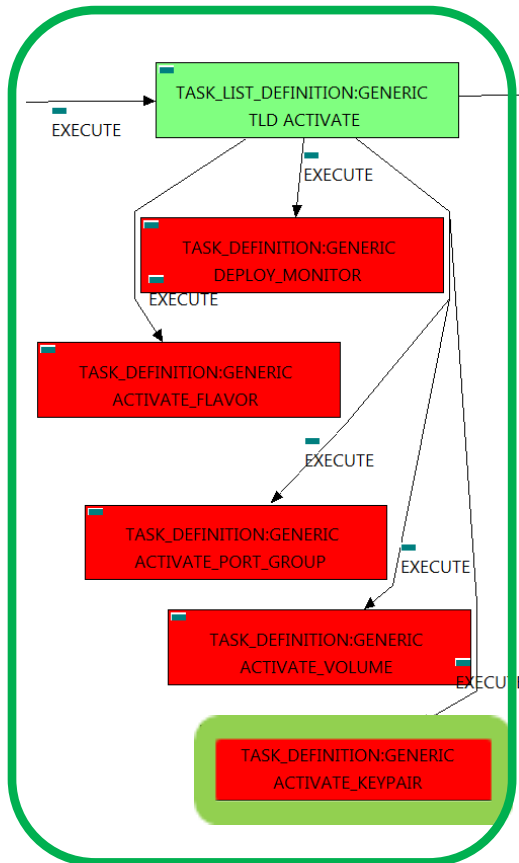 TASK_LIST_DEFINITION:GENERIC
TLD ACTIVATE
EXECUTE
EXECUTE
TASK_DEFINITION:GENERIC
DEPLOY_MONITOR
EXECUTE
TASK_DEFINITION:GENERIC
ACTIVATE_FLAVOR
EXECUTE
TASK_DEFINITION:GENERIC
ACTIVATE_PORT_GROUP
EXECUTE
TASK_DEFINITION:GENERIC
ACTIVATE_VOLUME
EXECUTE
TASK_DEFINITION:GENERIC
ACTIVATE_KEYPAIR